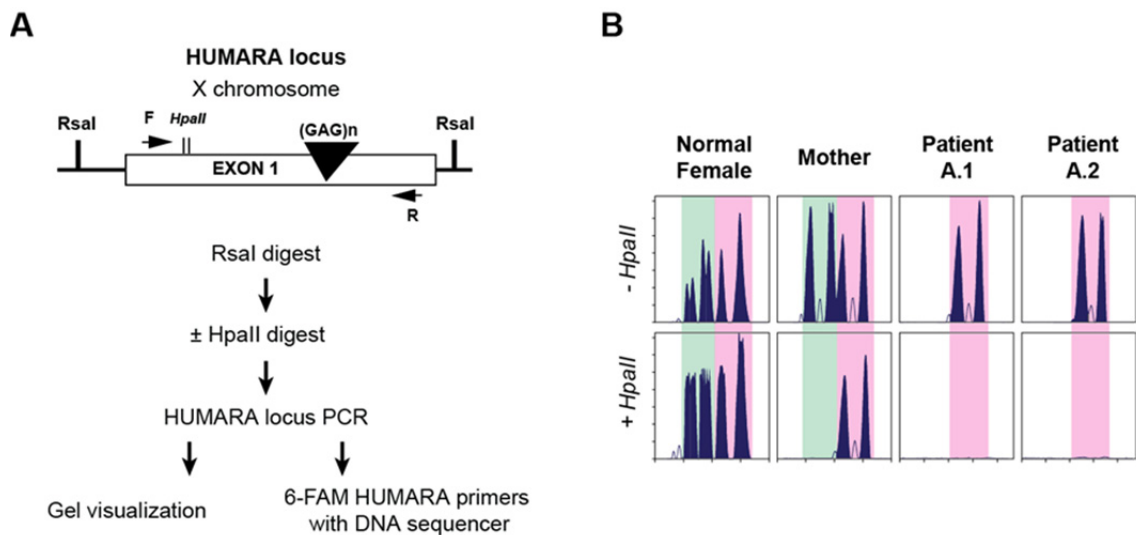 A
HUMARA locus
X chromosome
RsaI
F
HpaII
(GAG)n
RsaI
EXON 1
R
RsaI digest
± HpaII digest
HUMARA locus PCR
Gel visualization
6-FAM HUMARA primers
with DNA sequencer
B
Normal
Female
Mother
Patient
A.1
Patient
A.2
- HpaII
+ HpaII